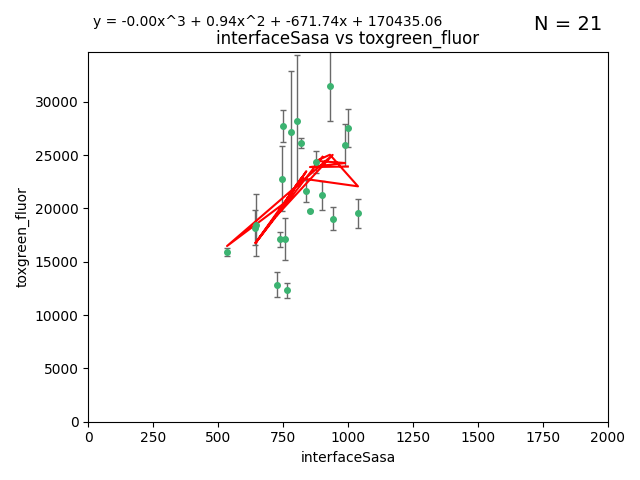 y = -0.00x^3 + 0.94x^2 + -671.74x + 170435.06
N = 21
interfaceSasa vs toxgreen_fluor
30000
25000
20000
15000
10000
5000
0
toxgreen_fluor
0 250 500 750 1000 1250 1500 1750 2000
interfaceSasa